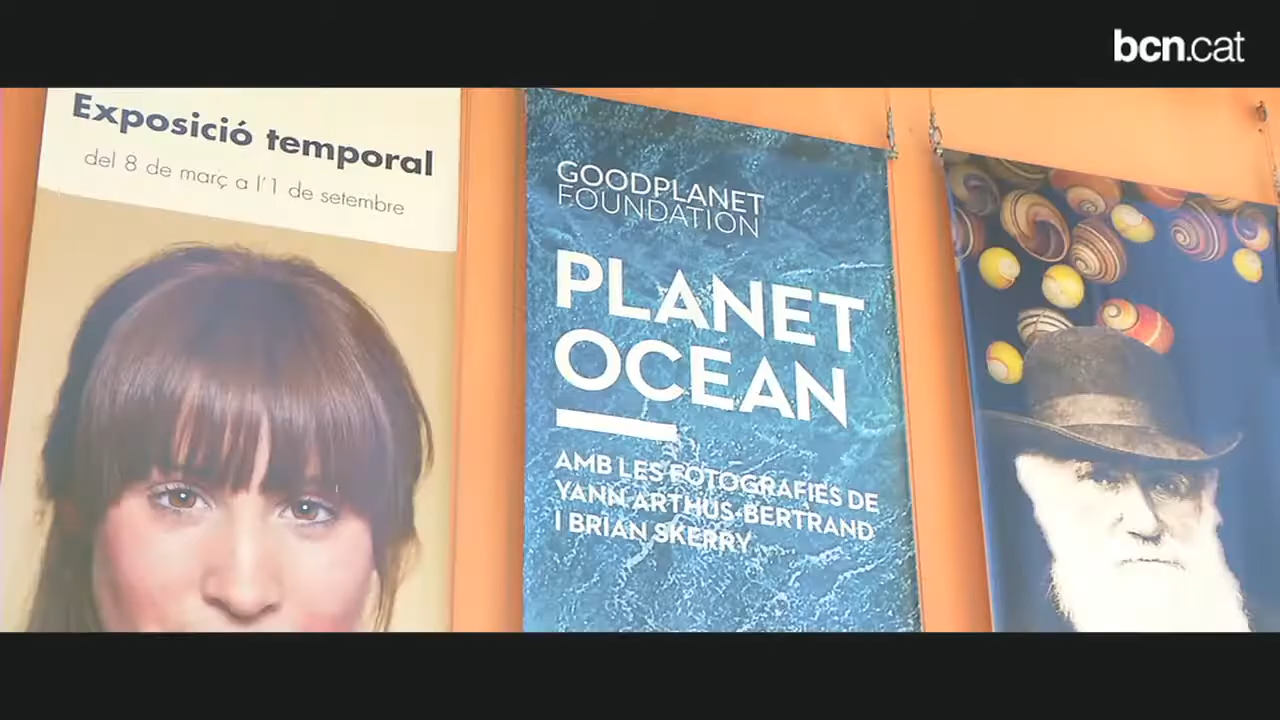 bcn.cat
Exposició temporal
del 8 de març a l'1 de setembre
GOODPLANET
FOUNDATION
PLANET
OCEAN
AMB LES FOTOGRAFIES DE
YANN ARTHUS-BERTRAND
I BRIAN SKERRY